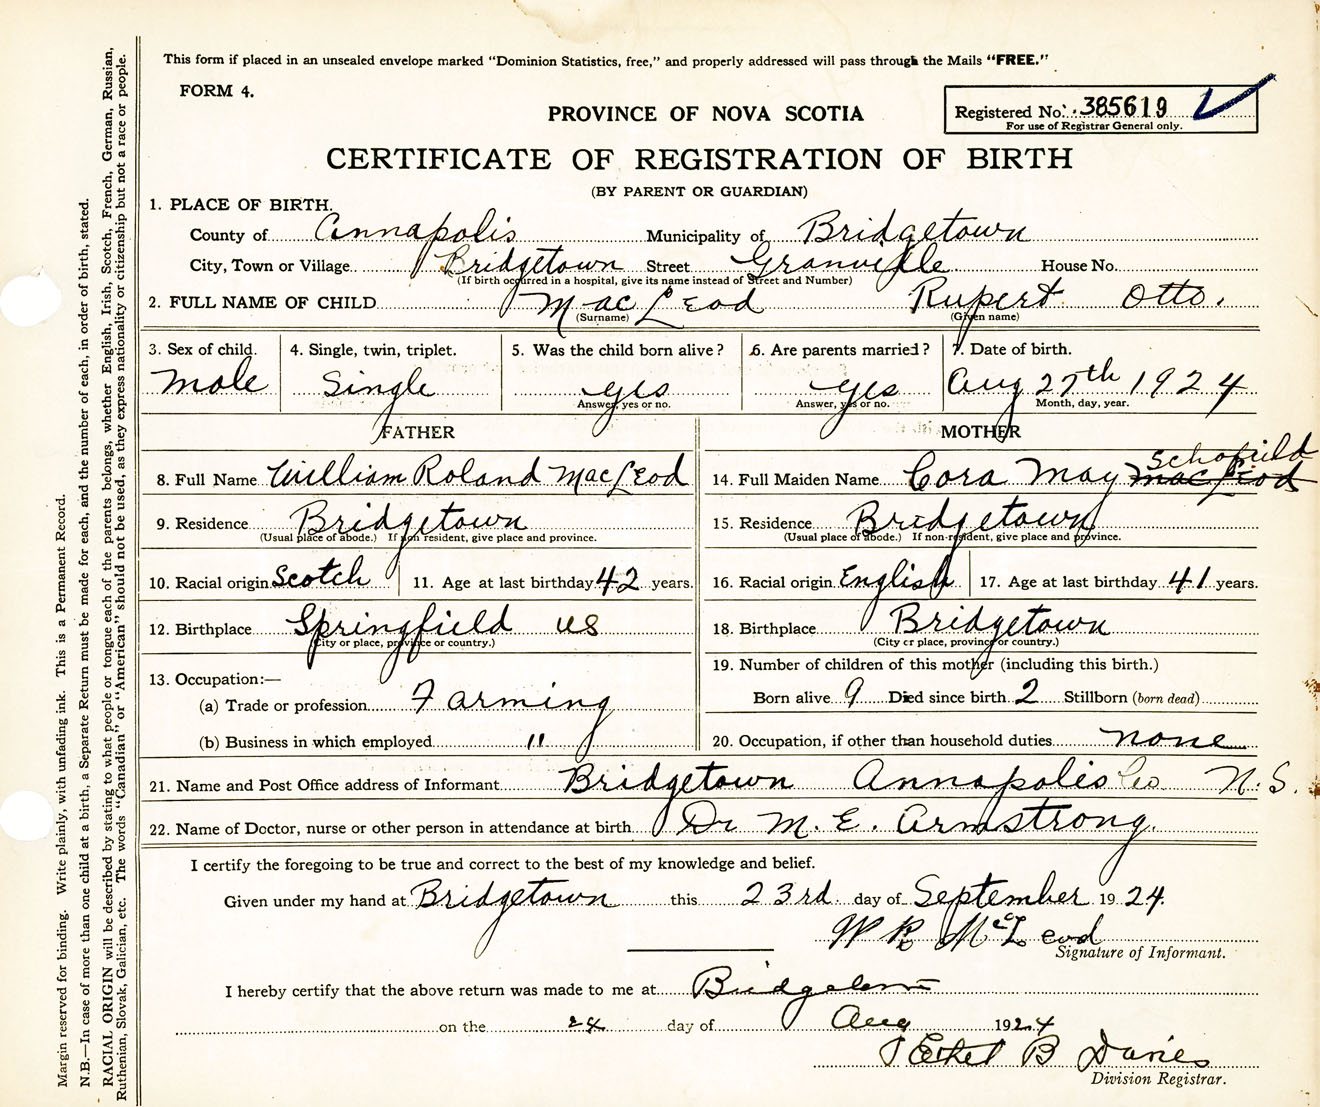 This form if placed in an unsealed envelope marked "Dominion Statistics, free," and properly addressed will pass through the Mails "FREE."
FORM 4.
PROVINCE OF NOVA SCOTIA
Registered No. 385619
For use of Registrar General only.
CERTIFICATE OF REGISTRATION OF BIRTH
(BY PARENT OR GUARDIAN)
1. PLACE OF BIRTH.
County of Annapolis Municipality of Bridgetown
City, Town or Village Bridgetown Street Granville House No.
(If birth occurred in a hospital, give its name instead of Street and Number)
2. FULL NAME OF CHILD MacLeod Rupert Otto.
(Surname) (Given name)
3. Sex of child. 4. Single, twin, triplet. 5. Was the child born alive? 6. Are parents married? 7. Date of birth.
Male Single Yes Yes Aug 27th 1924
Answer, yes or no. Answer, yes or no. Month, day, year.
FATHER MOTHER
Schofield
8. Full Name William Roland MacLeod 14. Full Maiden Name Cora May MacLeod
9. Residence Bridgetown 15. Residence Bridgetown
(Usual place of abode.) If non resident, give place and province. (Usual place of abode.) If non-resident, give place and province.
10. Racial origin Scotch 11. Age at last birthday 42 years. 16. Racial origin English 17. Age at last birthday 41 years.
12. Birthplace Springfield US 18. Birthplace Bridgetown
(City or place, province or country.) (City or place, province or country.)
13. Occupation:— 19. Number of children of this mother (including this birth.)
(a) Trade or profession Farming Born alive 9 Died since birth 2 Stillborn (born dead)
(b) Business in which employed " 20. Occupation, if other than household duties none
21. Name and Post Office address of Informant Bridgetown Annapolis Co N.S.
22. Name of Doctor, nurse or other person in attendance at birth Dr M. E. Armstrong.
I certify the foregoing to be true and correct to the best of my knowledge and belief.
Given under my hand at Bridgetown this 23rd day of September 1924.
W R McLeod
Signature of Informant.
I hereby certify that the above return was made to me at Bridgetown
on the 24 day of Aug 1924
Ethel B Davies
Division Registrar.
Margin reserved for binding. Write plainly, with unfading ink. This is a Permanent Record.
N.B.—In case of more than one child at a birth, a Separate Return must be made for each, and the number of each, in order of birth, stated.
RACIAL ORIGIN will be described by stating to what people or tongue each of the parents belongs, whether English, Irish, Scotch, French, German, Russian,
Ruthenian, Slovak, Galician, etc. The words "Canadian" or "American" should not be used, as they express nationality or citizenship but not a race or people.